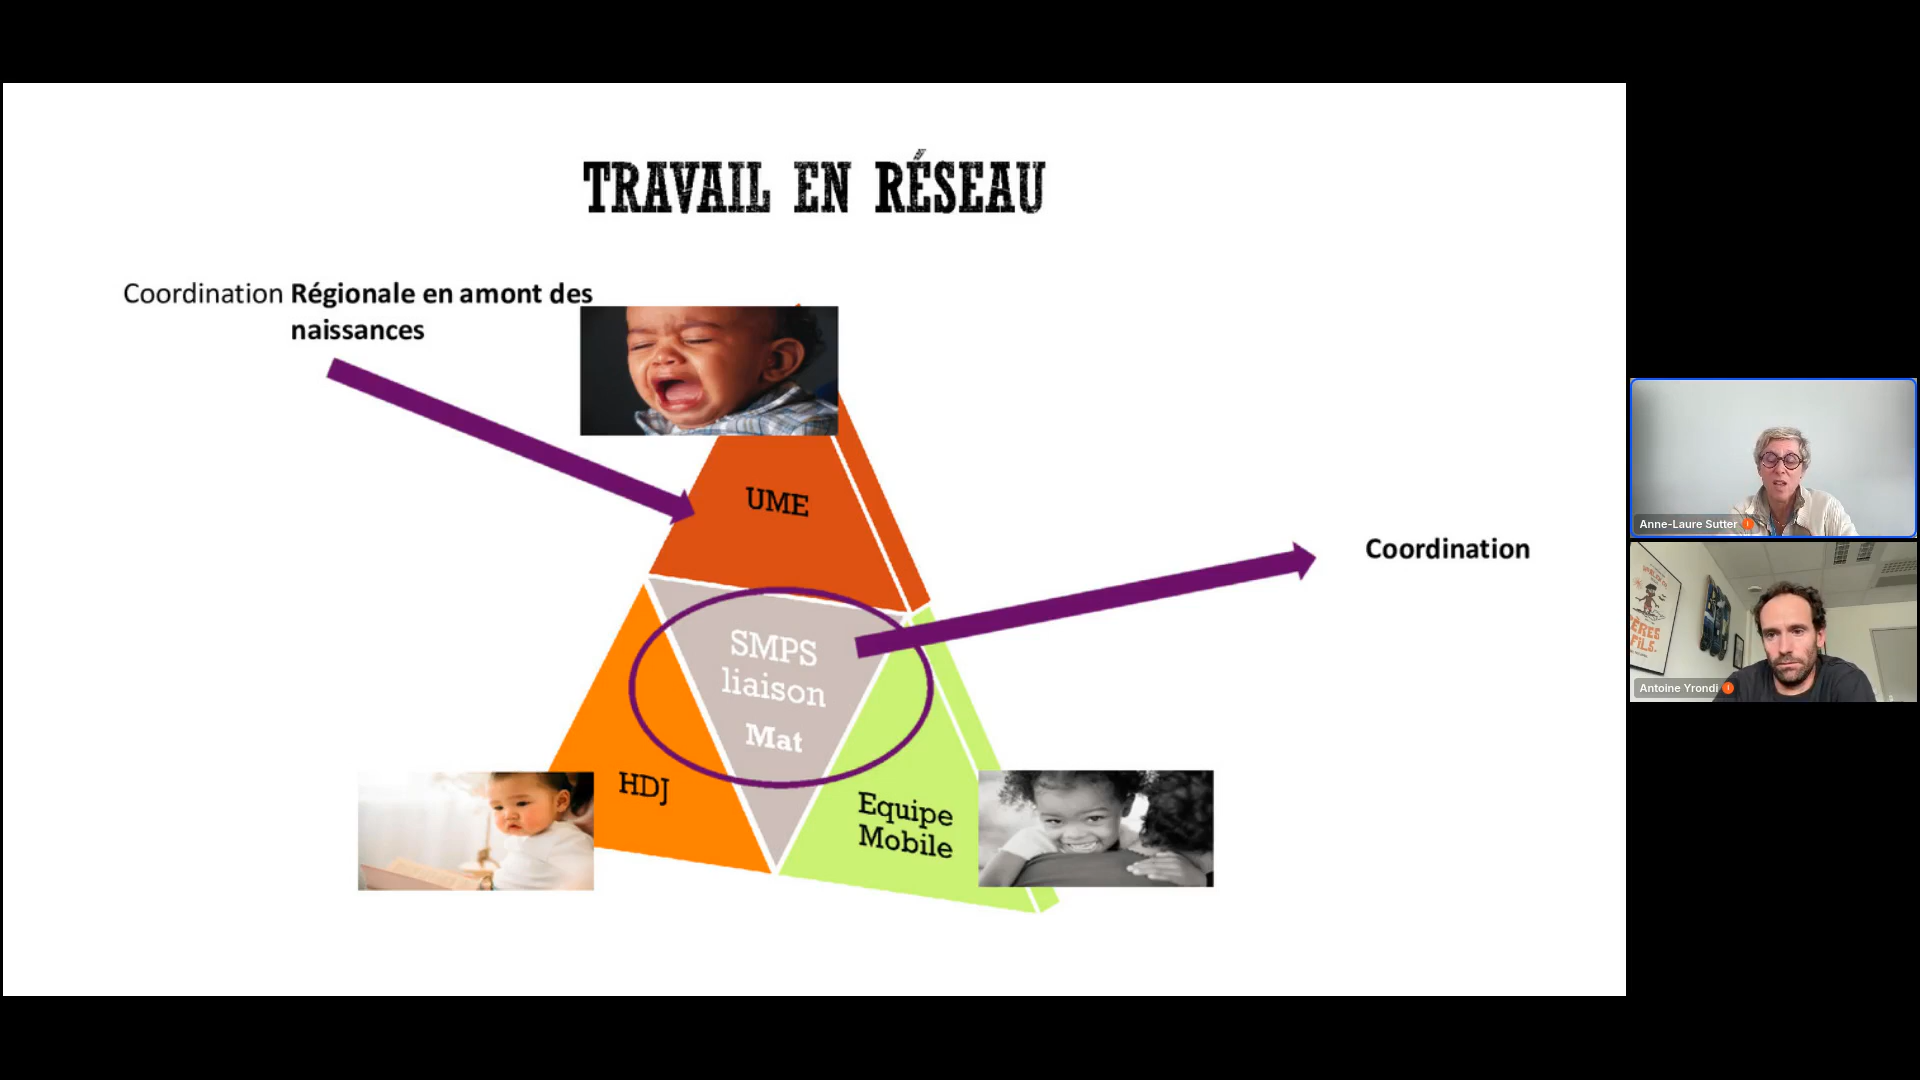 TRAVAIL EN RÉSEAU
Coordination Régionale en amont des
naissances
UME
Coordination
SMPS
liaison
Mat
HDJ
Equipe
Mobile
Anne-Laure Sutter
Antoine Yrondi